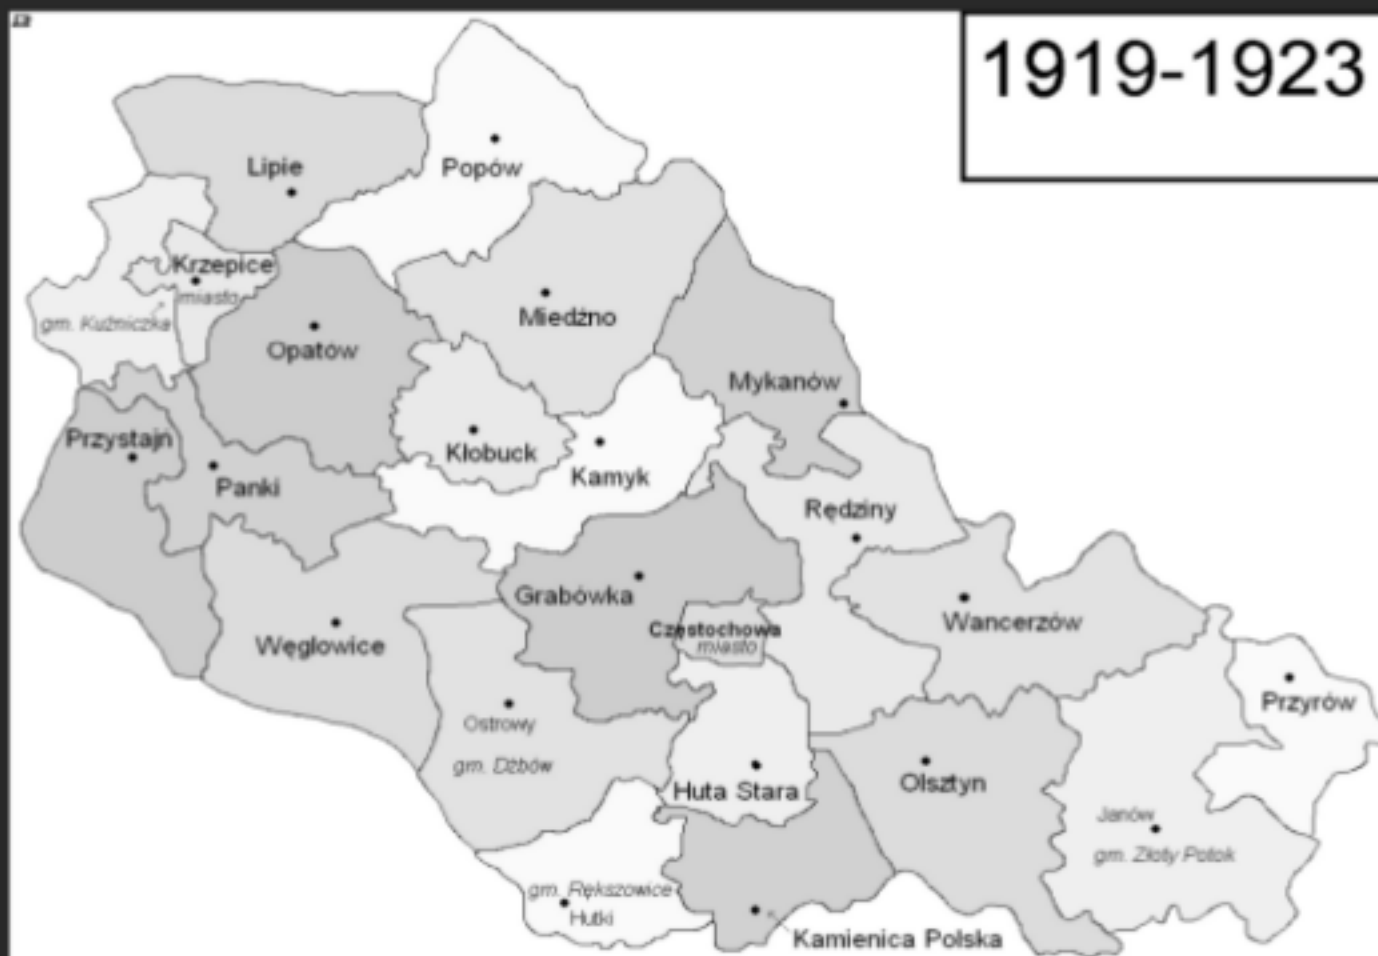 1919-1923
Lipie
Popów
Krzepice
miasto
gm. Kuźniczka
Miedźno
Opatów
Mykanów
Przystajń
Kłobuck
Kamyk
Panki
Rędziny
Grabówka
Częstochowa
miasto
Wancerzów
Węglowice
Ostrowy
gm. Dźbów
Przyrów
Huta Stara
Olsztyn
Janów
gm. Złoty Potok
gm. Rększowice
Hutki
Kamienica Polska